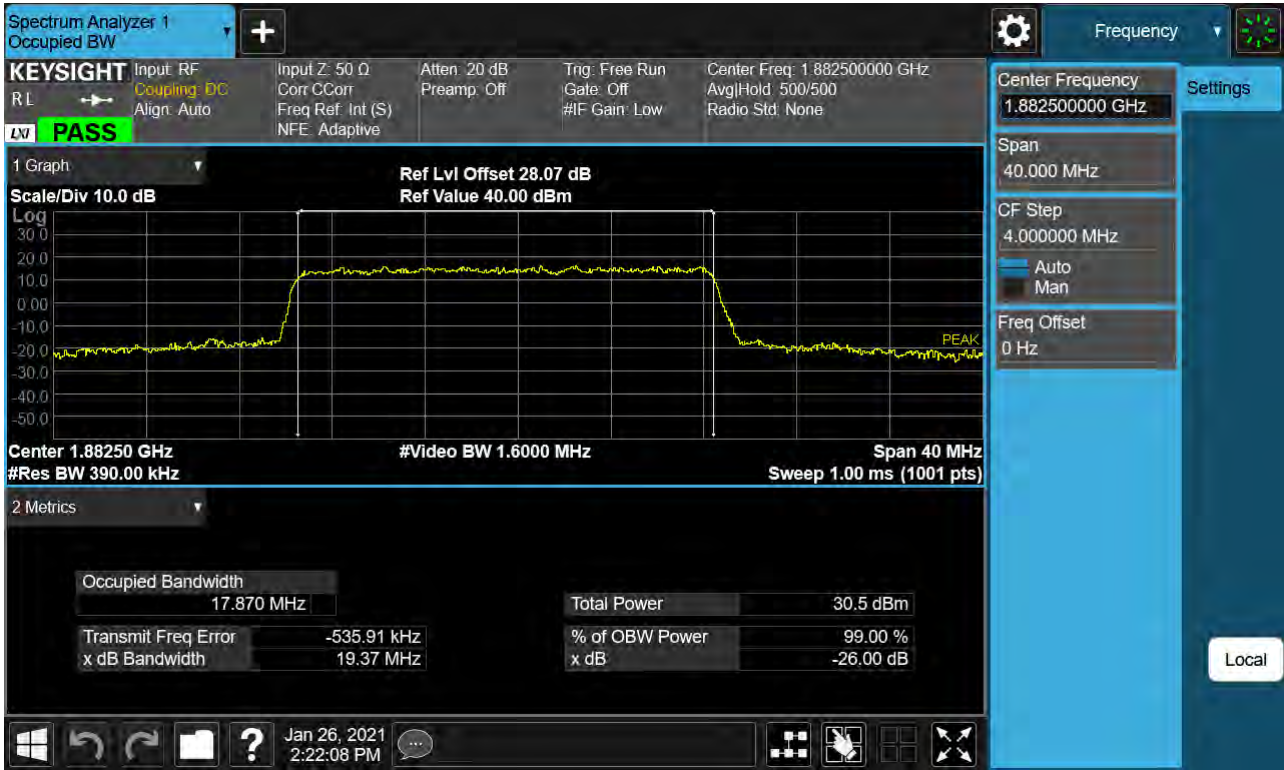 Spectrum Analyzer 1
Occupied BW
+
Frequency
KEYSIGHT
RL
LXI
PASS
Input: RF
Coupling: DC
Align: Auto
Input Z: 50 Ω
Corr CCorr
Freq Ref: Int (S)
NFE: Adaptive
Atten: 20 dB
Preamp: Off
Trig: Free Run
Gate: Off
#IF Gain: Low
Center Freq: 1.882500000 GHz
Avg|Hold: 500/500
Radio Std: None
Center Frequency
1.882500000 GHz
Settings
Span
40.000 MHz
CF Step
4.000000 MHz
Auto
Man
Freq Offset
0 Hz
Local
1 Graph
Scale/Div 10.0 dB
Ref Lvl Offset 28.07 dB
Ref Value 40.00 dBm
Log
30.0
20.0
10.0
0.00
-10.0
-20.0
-30.0
-40.0
-50.0
PEAK
Center 1.88250 GHz
#Video BW 1.6000 MHz
Span 40 MHz
#Res BW 390.00 kHz
Sweep 1.00 ms (1001 pts)
2 Metrics
Occupied Bandwidth
17.870 MHz
Total Power 30.5 dBm
Transmit Freq Error -535.91 kHz
% of OBW Power 99.00 %
x dB Bandwidth 19.37 MHz
x dB -26.00 dB
?
Jan 26, 2021
2:22:08 PM